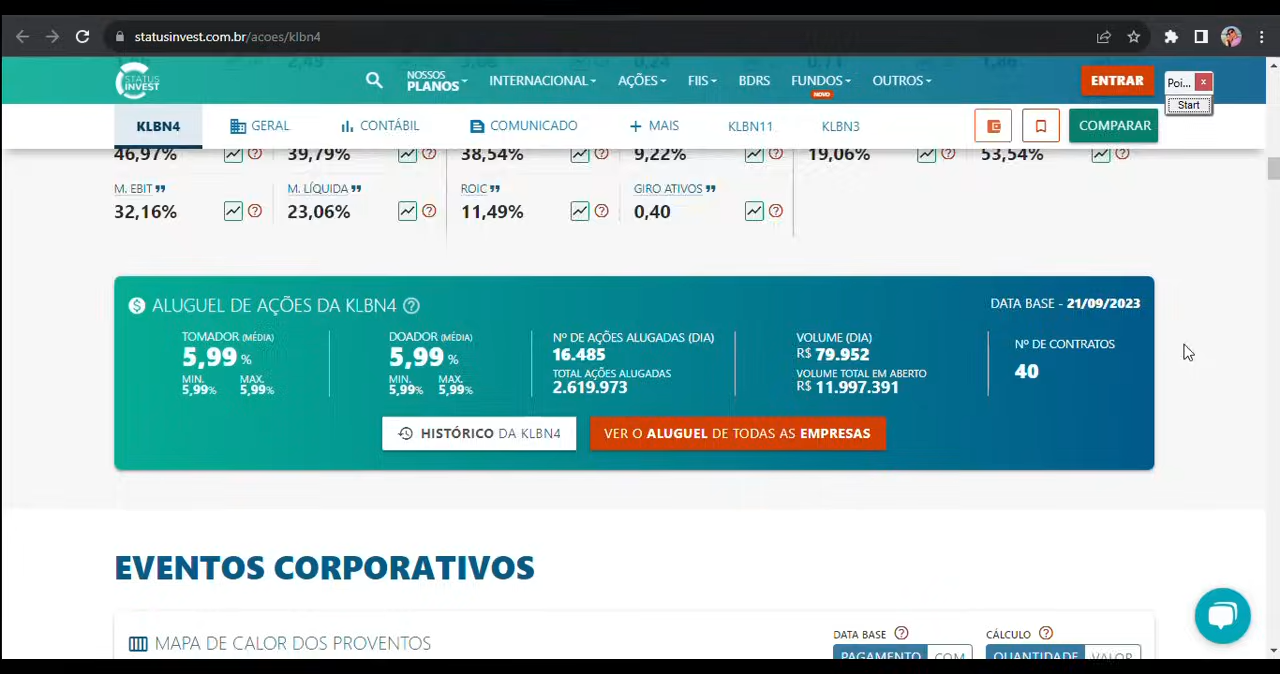 statusinvest.com.br/acoes/klbn4
STATUS INVEST
NOSSOS PLANOS
INTERNACIONAL
AÇÕES
FIIS
BDRS
FUNDOS
NOVO
OUTROS
ENTRAR
Poi... x
Start
KLBN4
GERAL
CONTÁBIL
COMUNICADO
+ MAIS
KLBN11
KLBN3
COMPARAR
46,97% 39,79% 38,54% 9,22% 19,06% 53,54%
M. EBIT M. LÍQUIDA ROIC GIRO ATIVOS
32,16% 23,06% 11,49% 0,40
ALUGUEL DE AÇÕES DA KLBN4
DATA BASE - 21/09/2023
TOMADOR (MÉDIA)
5,99 %
MIN. MAX.
5,99% 5,99%
DOADOR (MÉDIA)
5,99 %
MIN. MAX.
5,99% 5,99%
Nº DE AÇÕES ALUGADAS (DIA)
16.485
TOTAL AÇÕES ALUGADAS
2.619.973
VOLUME (DIA)
R$ 79.952
VOLUME TOTAL EM ABERTO
R$ 11.997.391
Nº DE CONTRATOS
40
HISTÓRICO DA KLBN4
VER O ALUGUEL DE TODAS AS EMPRESAS
EVENTOS CORPORATIVOS
MAPA DE CALOR DOS PROVENTOS
DATA BASE
PAGAMENTO COM
CÁLCULO
QUANTIDADE VALOR